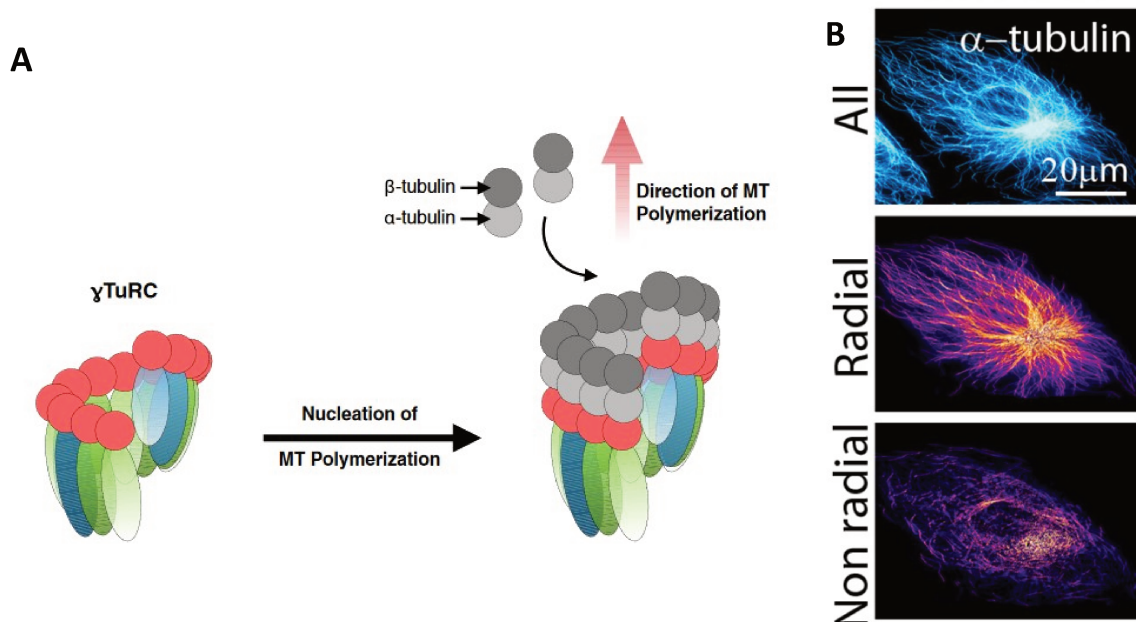 A
β-tubulin
α-tubulin
Direction of MT
Polymerization
ɣTuRC
Nucleation of
MT Polymerization
B
All
α-tubulin
20μm
Radial
Non radial